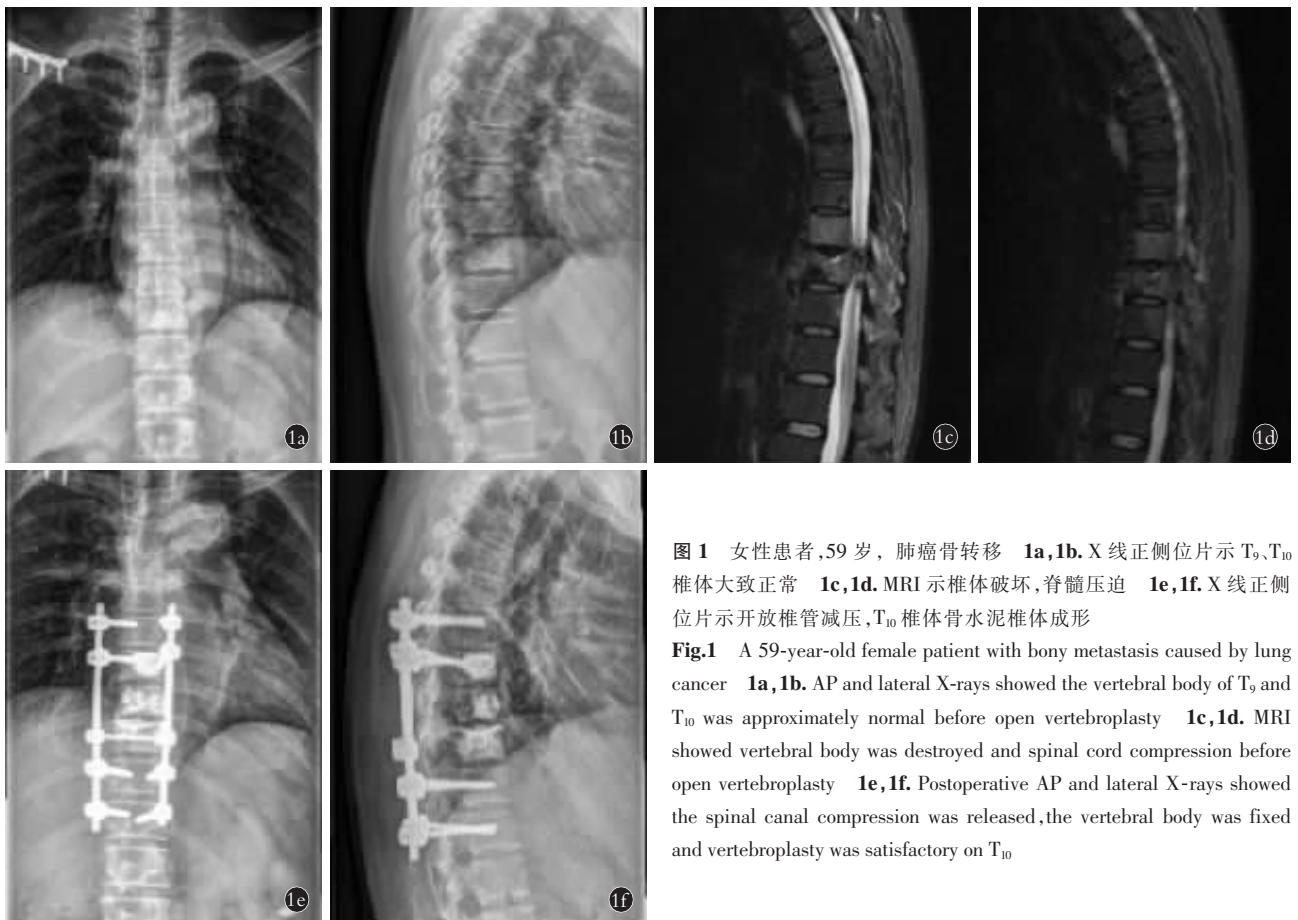 1a
1b
1c
1d
1e
1f
图 1 女性患者,59 岁, 肺癌骨转移 1a,1b. X 线正侧位片示 T₉、T₁₀
椎体大致正常 1c,1d. MRI 示椎体破坏,脊髓压迫 1e,1f. X 线正侧
位片示开放椎管减压,T₁₀ 椎体骨水泥椎体成形
Fig.1 A 59-year-old female patient with bony metastasis caused by lung
cancer 1a,1b. AP and lateral X-rays showed the vertebral body of T₉ and
T₁₀ was approximately normal before open vertebroplasty 1c,1d. MRI
showed vertebral body was destroyed and spinal cord compression before
open vertebroplasty 1e,1f. Postoperative AP and lateral X-rays showed
the spinal canal compression was released,the vertebral body was fixed
and vertebroplasty was satisfactory on T₁₀